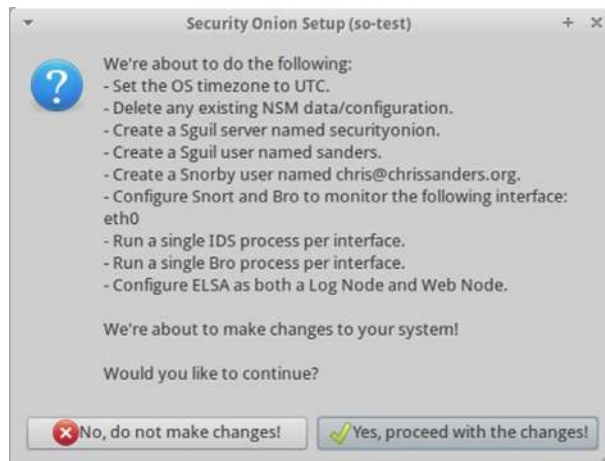 Security Onion Setup (so-test)
We're about to do the following:
- Set the OS timezone to UTC.
- Delete any existing NSM data/configuration.
- Create a Sguil server named securityonion.
- Create a Sguil user named sanders.
- Create a Snorby user named chris@chrissanders.org.
- Configure Snort and Bro to monitor the following interface:
eth0
- Run a single IDS process per interface.
- Run a single Bro process per interface.
- Configure ELSA as both a Log Node and Web Node.
We're about to make changes to your system!
Would you like to continue?
No, do not make changes!
Yes, proceed with the changes!